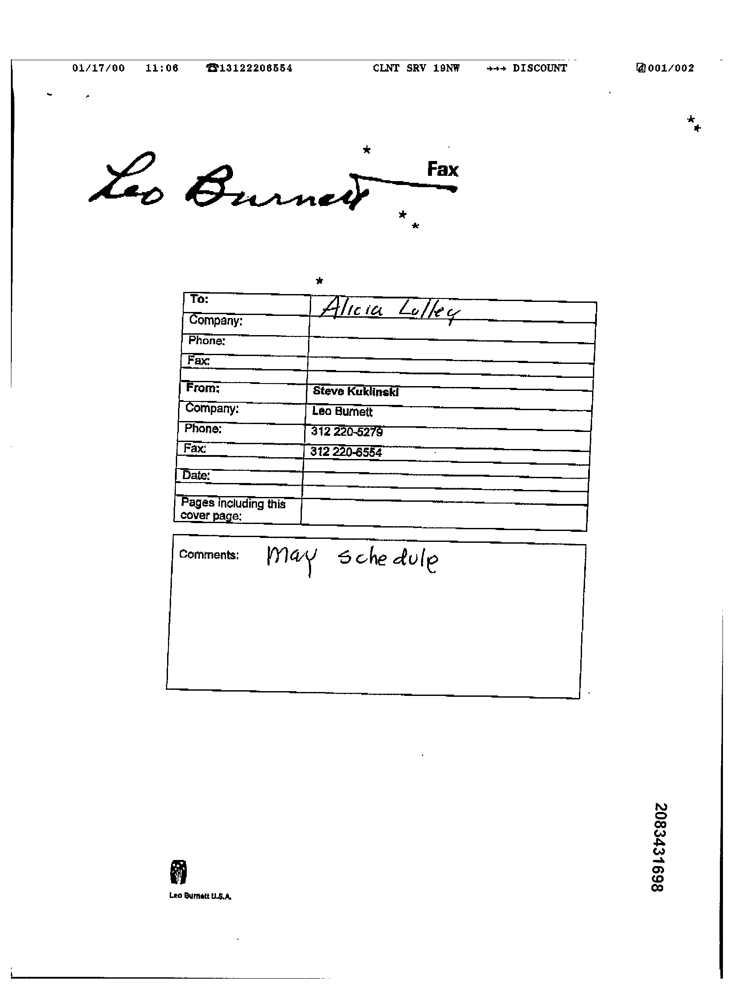 01/17/00 11:06 ☎13122206554 CLNT SRV 19NW →→→ DISCOUNT 001/002
Leo Burnett Fax
To: Alicia Lolley
Company:
Phone:
Fax:
From: Steve Kuklinski
Company: Leo Burnett
Phone: 312 220-5279
Fax: 312 220-6554
Date:
Pages including this
cover page:
Comments: May schedule
2083431698
Leo Burnett U.S.A.